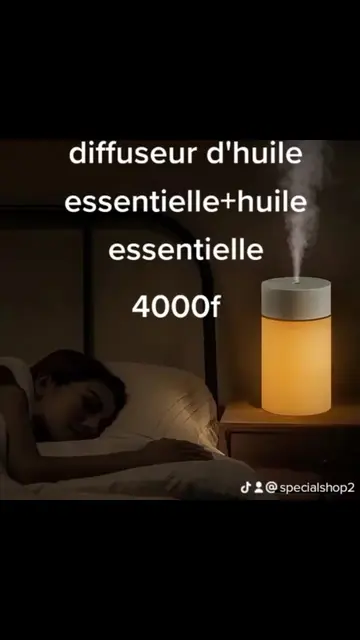 diffuseur d'huile
essentielle+huile
essentielle
4000f
@ specialshop2